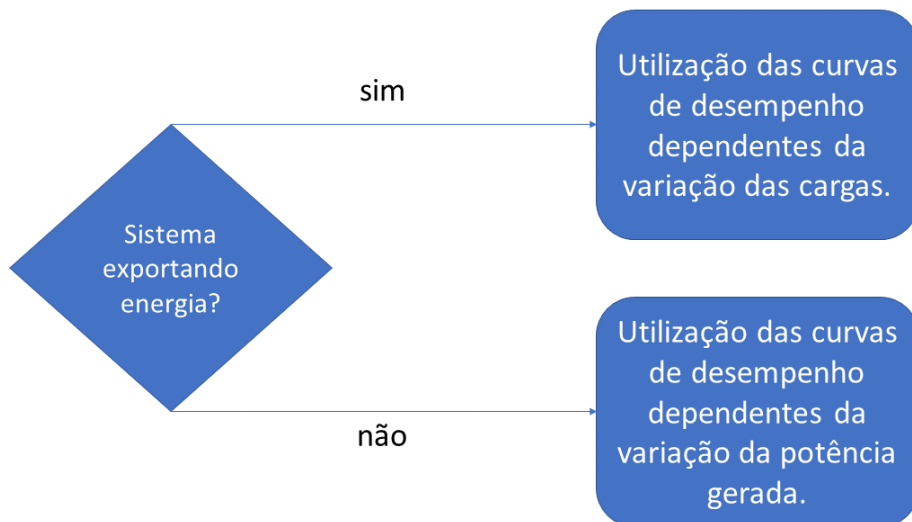 sim
Utilização das curvas
de desempenho
dependentes da
variação das cargas.
Sistema
exportando
energia?
Utilização das curvas
de desempenho
dependentes da
variação da potência
gerada.
não